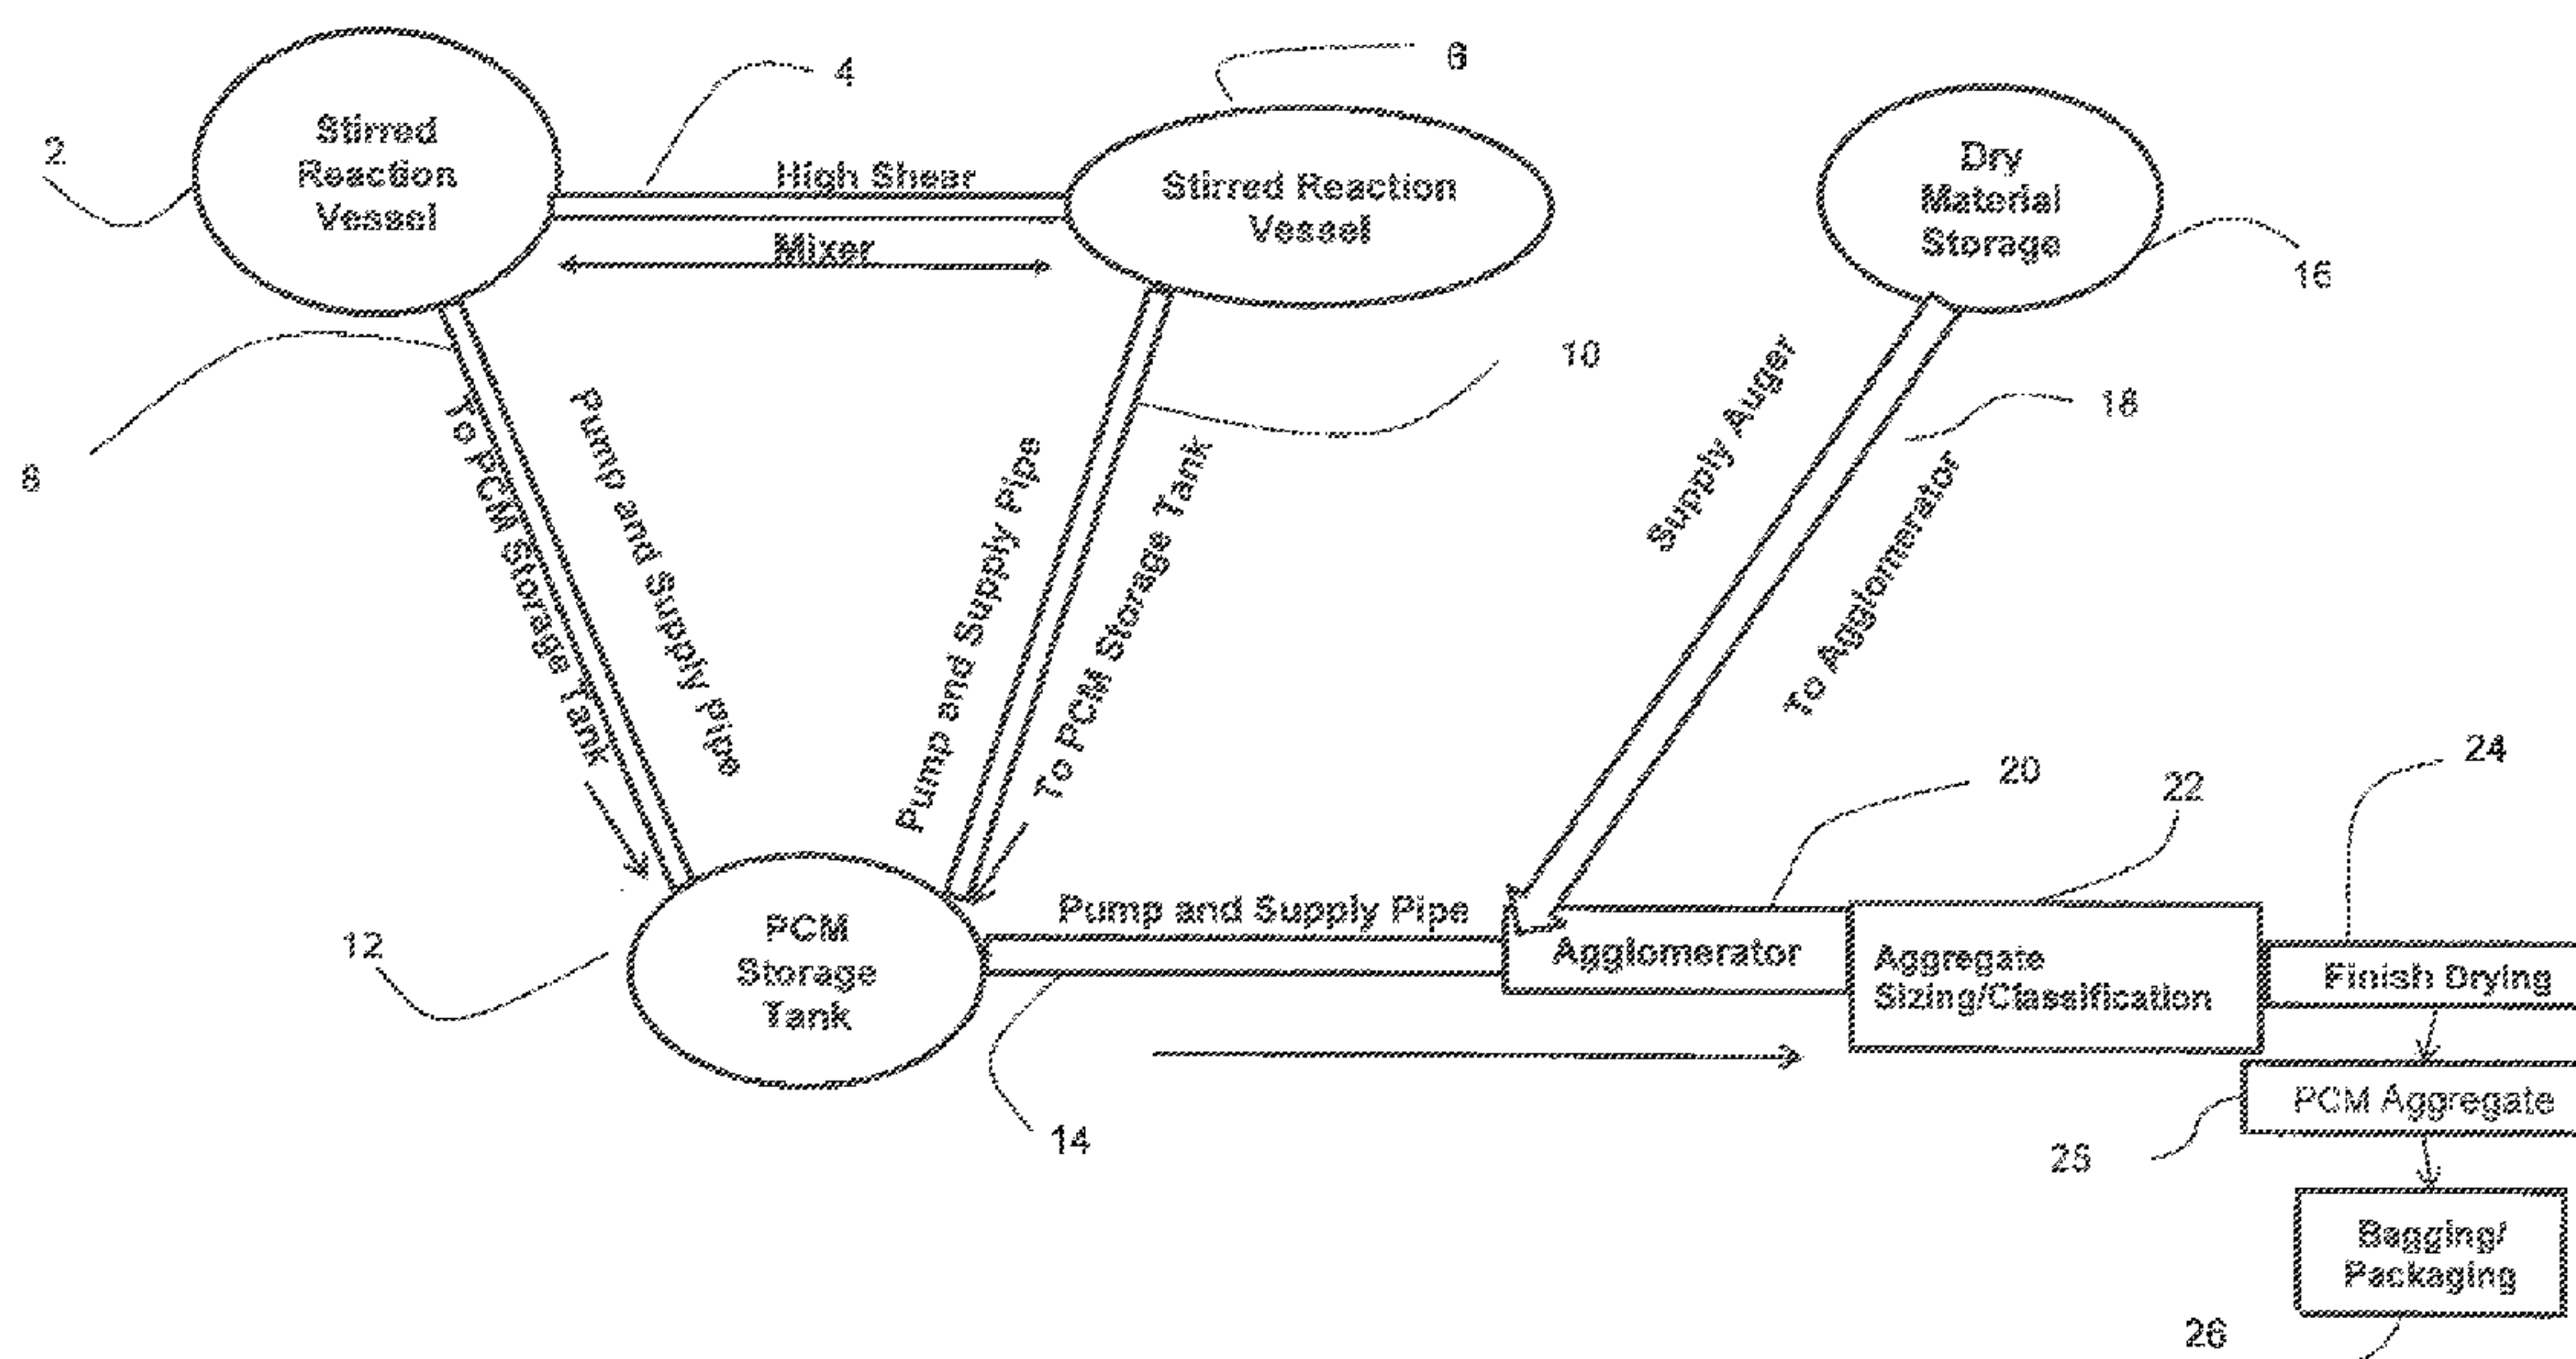 2
Stirred
Reaction
Vessel
4
High Shear
Mixer
6
Stirred Reaction
Vessel
Dry
Material
Storage
16
8
To PCM Storage Tank
Pump and Supply Pipe
10
Pump and Supply Pipe
To PCM Storage Tank
Supply Auger
18
To Agglomerator
12
PCM
Storage
Tank
Pump and Supply Pipe
14
20
Agglomerator
22
Aggregate
Sizing/Classification
24
Finish Drying
PCM Aggregate
25
Bagging/
Packaging
26